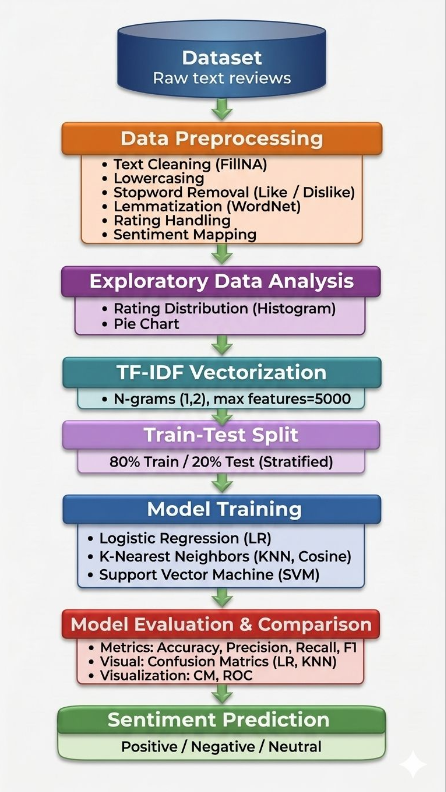 Dataset
Raw text reviews
Data Preprocessing
• Text Cleaning (FillNA)
• Lowercasing
• Stopword Removal (Like / Dislike)
• Lemmatization (WordNet)
• Rating Handling
• Sentiment Mapping
Exploratory Data Analysis
• Rating Distribution (Histogram)
• Pie Chart
TF-IDF Vectorization
• N-grams (1,2), max features=5000
Train-Test Split
80% Train / 20% Test (Stratified)
Model Training
• Logistic Regression (LR)
• K-Nearest Neighbors (KNN, Cosine)
• Support Vector Machine (SVM)
Model Evaluation & Comparison
• Metrics: Accuracy, Precision, Recall, F1
• Visual: Confusion Matrics (LR, KNN)
• Visualization: CM, ROC
Sentiment Prediction
Positive / Negative / Neutral